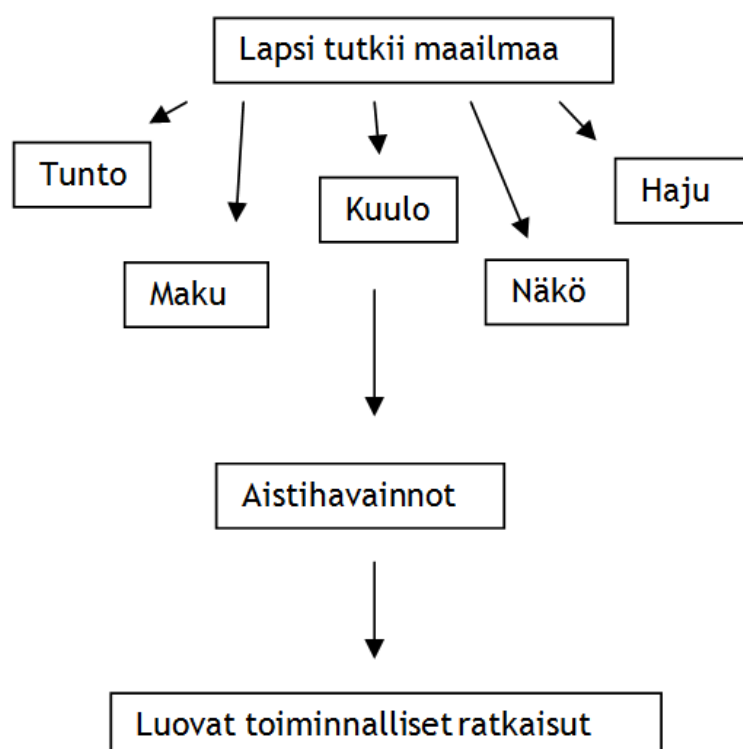 Lapsi tutkii maailmaa
Tunto
Haju
Kuulo
Maku
Näkö
Aistihavainnot
Luovat toiminnalliset ratkaisut